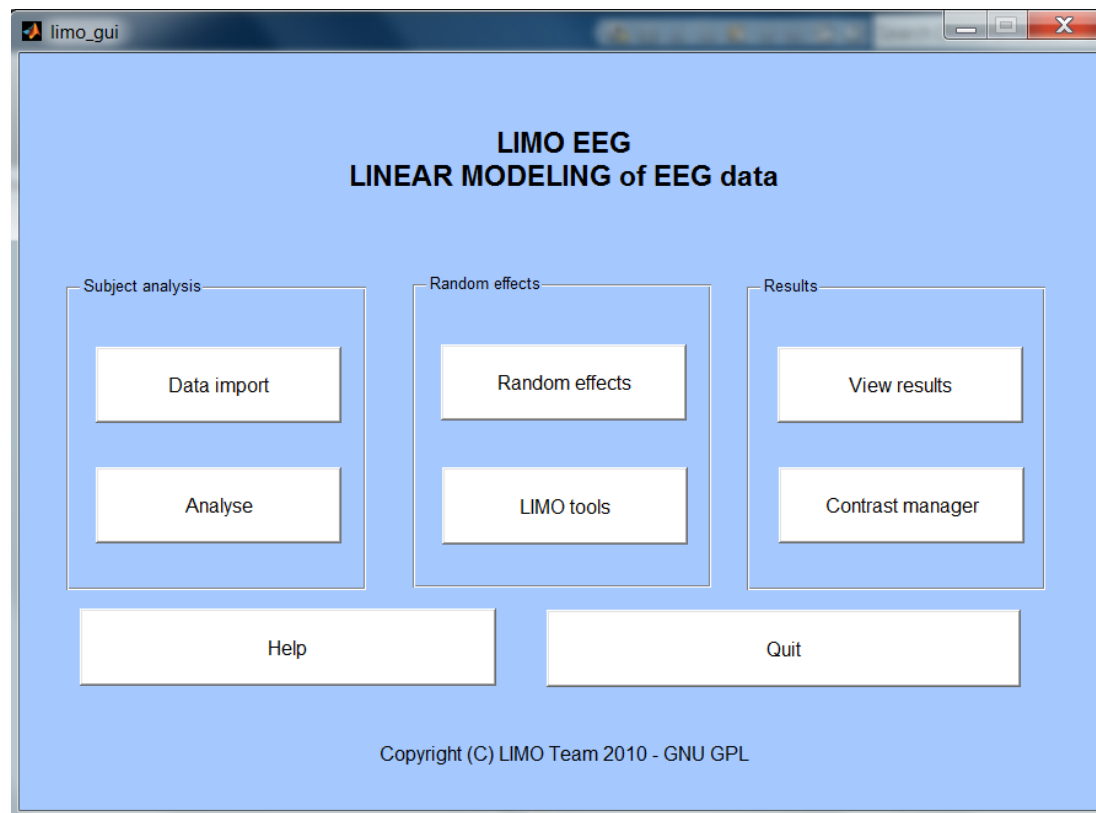 limo_gui
LIMO EEG
LINEAR MODELING of EEG data
Subject analysis
Data import
Analyse
Random effects
Random effects
LIMO tools
Results
View results
Contrast manager
Help
Quit
Copyright (C) LIMO Team 2010 - GNU GPL